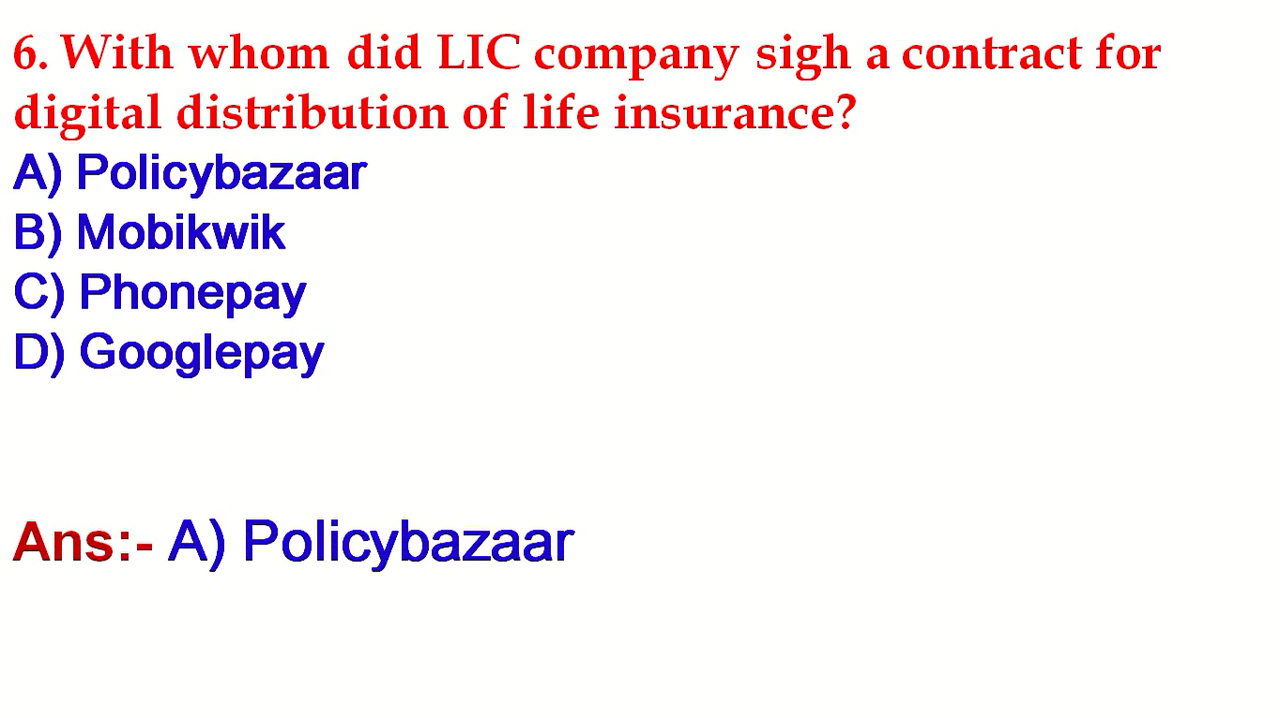 6. With whom did LIC company sigh a contract for
digital distribution of life insurance?
A) Policybazaar
B) Mobikwik
C) Phonepay
D) Googlepay
Ans:- A) Policybazaar